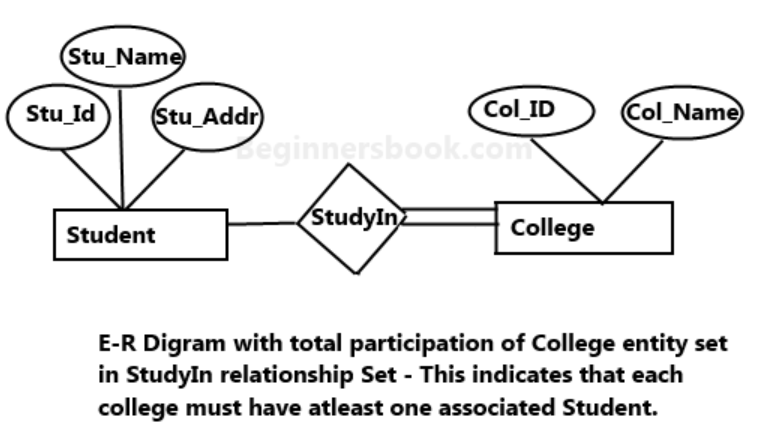 Stu_Name
Stu_Id
Stu_Addr
Col_ID
Col_Name
Beginnersbook.com
Student
StudyIn
College
E-R Digram with total participation of College entity set
in StudyIn relationship Set - This indicates that each
college must have atleast one associated Student.